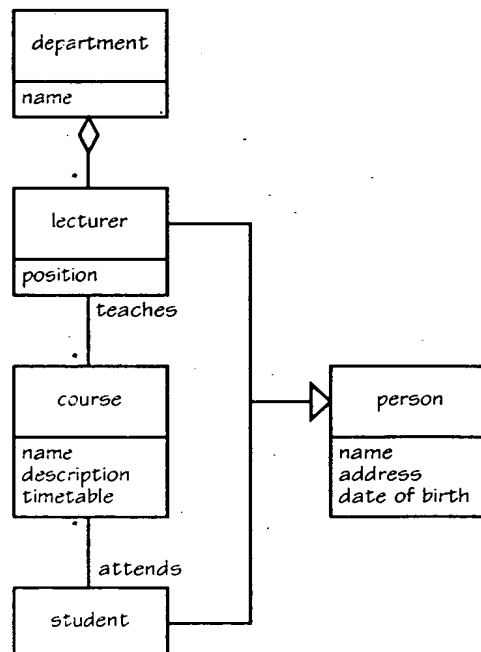 department
name
lecturer
position
teaches
course
name
description
timetable
attends
student
person
name
address
date of birth